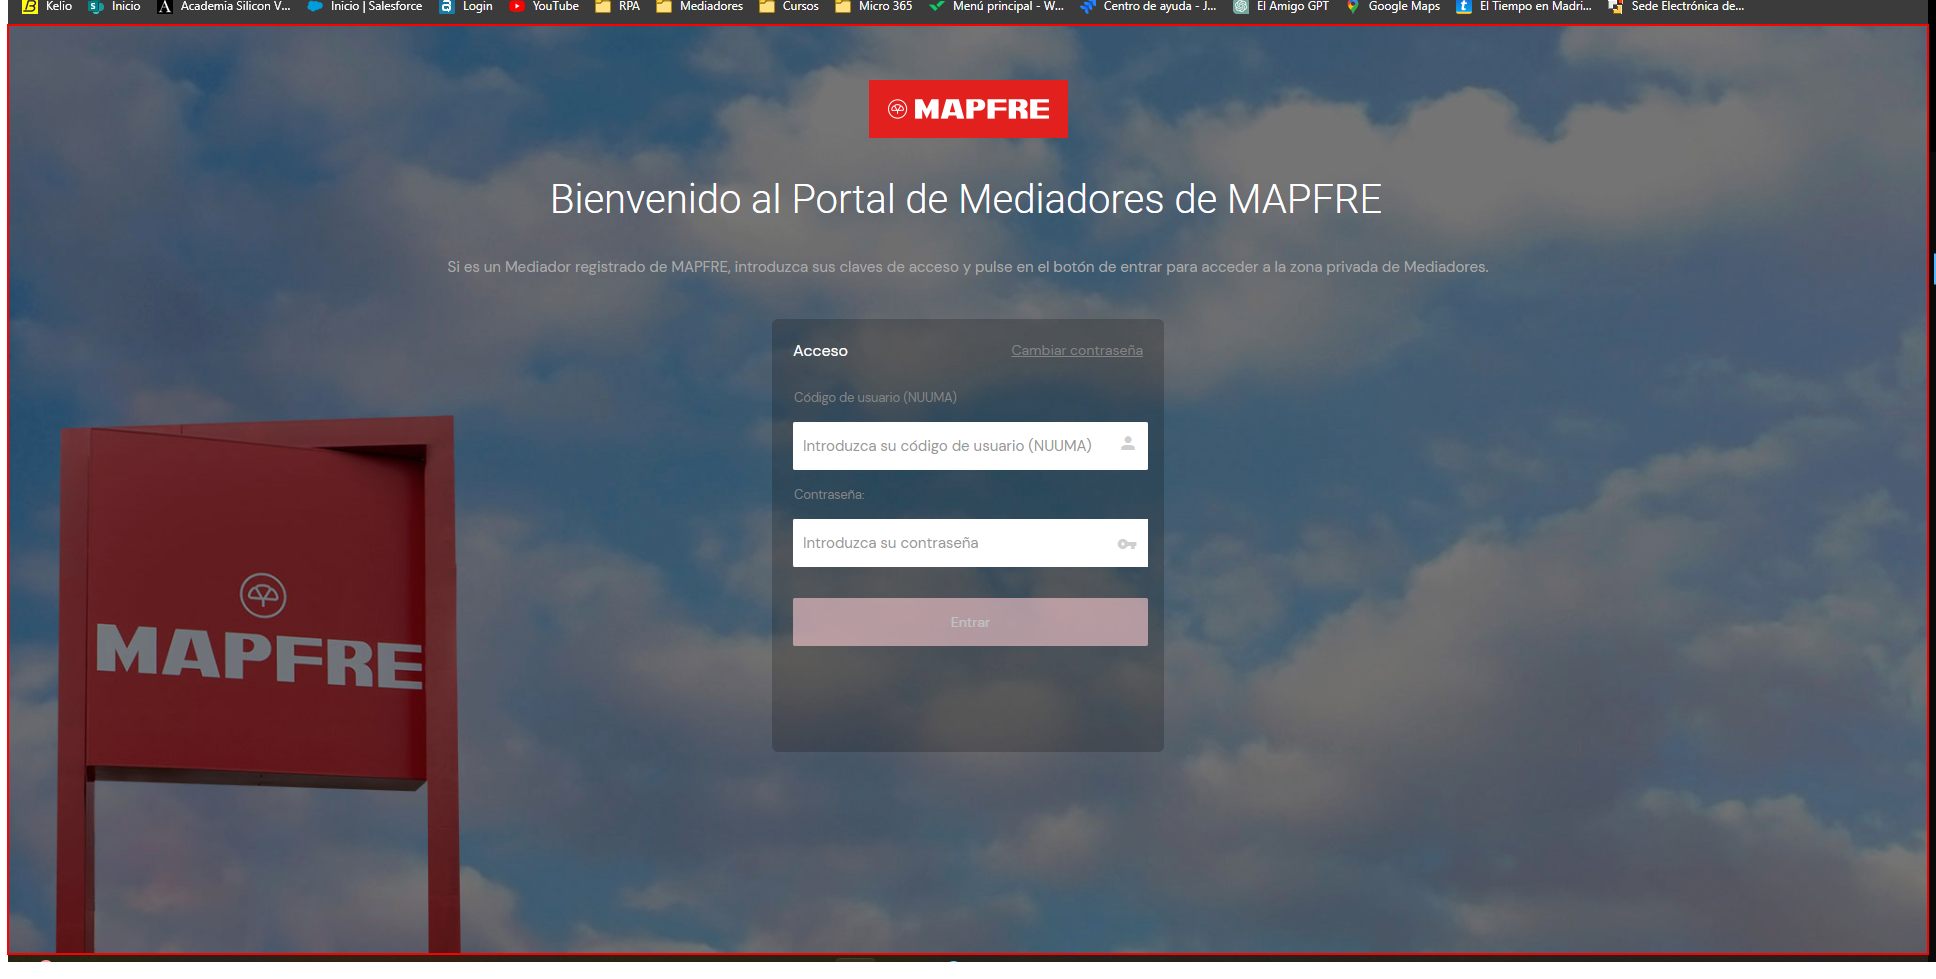 Kelio Inicio Academia Silicon V... Inicio | Salesforce Login YouTube RPA Mediadores Cursos Micro 365 Menú principal - W... Centro de ayuda - J... El Amigo GPT Google Maps El Tiempo en Madri... Sede Electrónica de...
MAPFRE
Bienvenido al Portal de Mediadores de MAPFRE
Si es un Mediador registrado de MAPFRE, introduzca sus claves de acceso y pulse en el botón de entrar para acceder a la zona privada de Mediadores.
Acceso Cambiar contraseña
Código de usuario (NUUMA)
Introduzca su código de usuario (NUUMA)
Contraseña:
Introduzca su contraseña
Entrar
MAPFRE